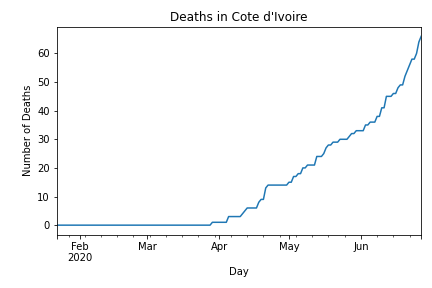 Deaths in Cote d'Ivoire
Number of Deaths
60
50
40
30
20
10
0
Feb
2020
Mar
Apr
May
Jun
Day